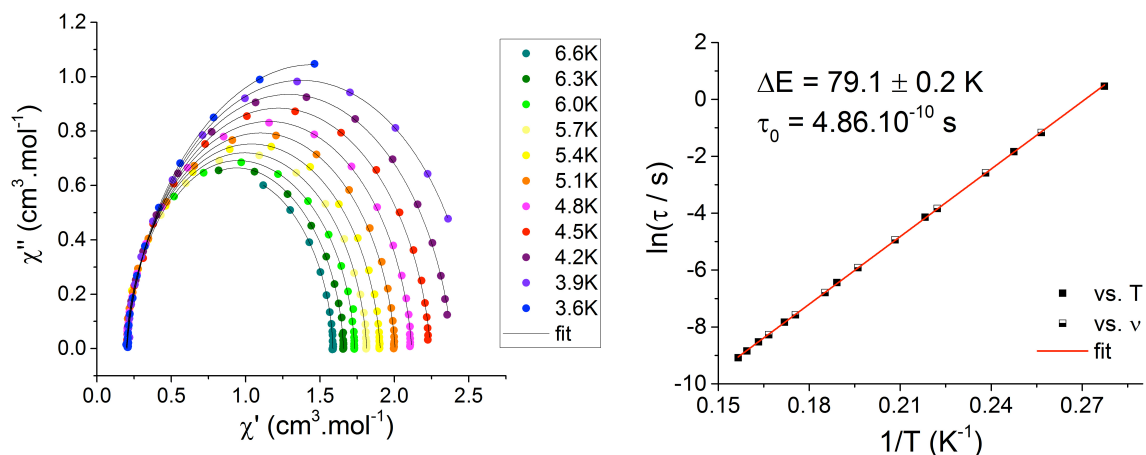 1.2
1.0
0.8
0.6
0.4
0.2
0.0
χ'' (cm³.mol⁻¹)
0.0 0.5 1.0 1.5 2.0 2.5
χ' (cm³.mol⁻¹)
6.6K
6.3K
6.0K
5.7K
5.4K
5.1K
4.8K
4.5K
4.2K
3.9K
3.6K
fit
2
0
-2
-4
-6
-8
-10
ln(τ / s)
ΔE = 79.1 ± 0.2 K
τ₀ = 4.86.10⁻¹⁰ s
vs. T
vs. ν
fit
0.15 0.18 0.21 0.24 0.27
1/T (K⁻¹)